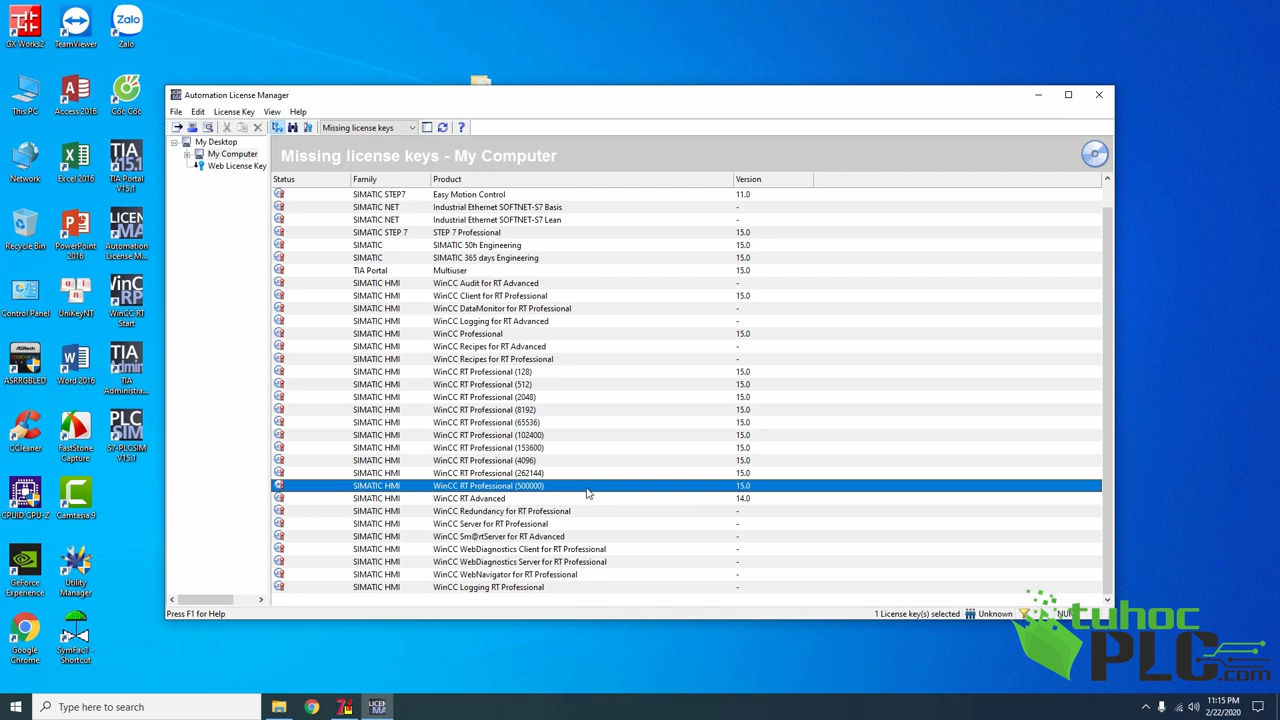 GX Works2
TeamViewer
Zalo
This PC
Access 2016
Cốc Cốc
Network
Excel 2016
TIA Portal V15.1
Recycle Bin
PowerPoint 2016
Automation License M...
Control Panel
UniKeyNT
WinCC RT Start
ASRRGBLED
Word 2016
TIA Administra...
CCleaner
FastStone Capture
S7-PLCSIM V15.1
CPUID CPU-Z
Camtasia 9
GeForce Experience
Utility Manager
Google Chrome
SymFac1 - Shortcut
Automation License Manager
File Edit License Key View Help
Missing license keys
My Desktop
My Computer
Web License Key
Missing license keys - My Computer
Status Family Product Version
SIMATIC STEP7 Easy Motion Control 11.0
SIMATIC NET Industrial Ethernet SOFTNET-S7 Basis -
SIMATIC NET Industrial Ethernet SOFTNET-S7 Lean -
SIMATIC STEP 7 STEP 7 Professional 15.0
SIMATIC SIMATIC 50h Engineering 15.0
SIMATIC SIMATIC 365 days Engineering 15.0
TIA Portal Multiuser 15.0
SIMATIC HMI WinCC Audit for RT Advanced -
SIMATIC HMI WinCC Client for RT Professional 15.0
SIMATIC HMI WinCC DataMonitor for RT Professional -
SIMATIC HMI WinCC Logging for RT Advanced -
SIMATIC HMI WinCC Professional 15.0
SIMATIC HMI WinCC Recipes for RT Advanced -
SIMATIC HMI WinCC Recipes for RT Professional -
SIMATIC HMI WinCC RT Professional (128) 15.0
SIMATIC HMI WinCC RT Professional (512) 15.0
SIMATIC HMI WinCC RT Professional (2048) 15.0
SIMATIC HMI WinCC RT Professional (8192) 15.0
SIMATIC HMI WinCC RT Professional (65536) 15.0
SIMATIC HMI WinCC RT Professional (102400) 15.0
SIMATIC HMI WinCC RT Professional (153600) 15.0
SIMATIC HMI WinCC RT Professional (4096) 15.0
SIMATIC HMI WinCC RT Professional (262144) 15.0
SIMATIC HMI WinCC RT Professional (500000) 15.0
SIMATIC HMI WinCC RT Advanced 14.0
SIMATIC HMI WinCC Redundancy for RT Professional -
SIMATIC HMI WinCC Server for RT Professional -
SIMATIC HMI WinCC Sm@rtServer for RT Advanced -
SIMATIC HMI WinCC WebDiagnostics Client for RT Professional -
SIMATIC HMI WinCC WebDiagnostics Server for RT Professional -
SIMATIC HMI WinCC WebNavigator for RT Professional -
SIMATIC HMI WinCC Logging RT Professional -
Press F1 for Help 1 License key(s) selected Unknown
tuhoc
PLC.com
Type here to search
11:15 PM
2/22/2020